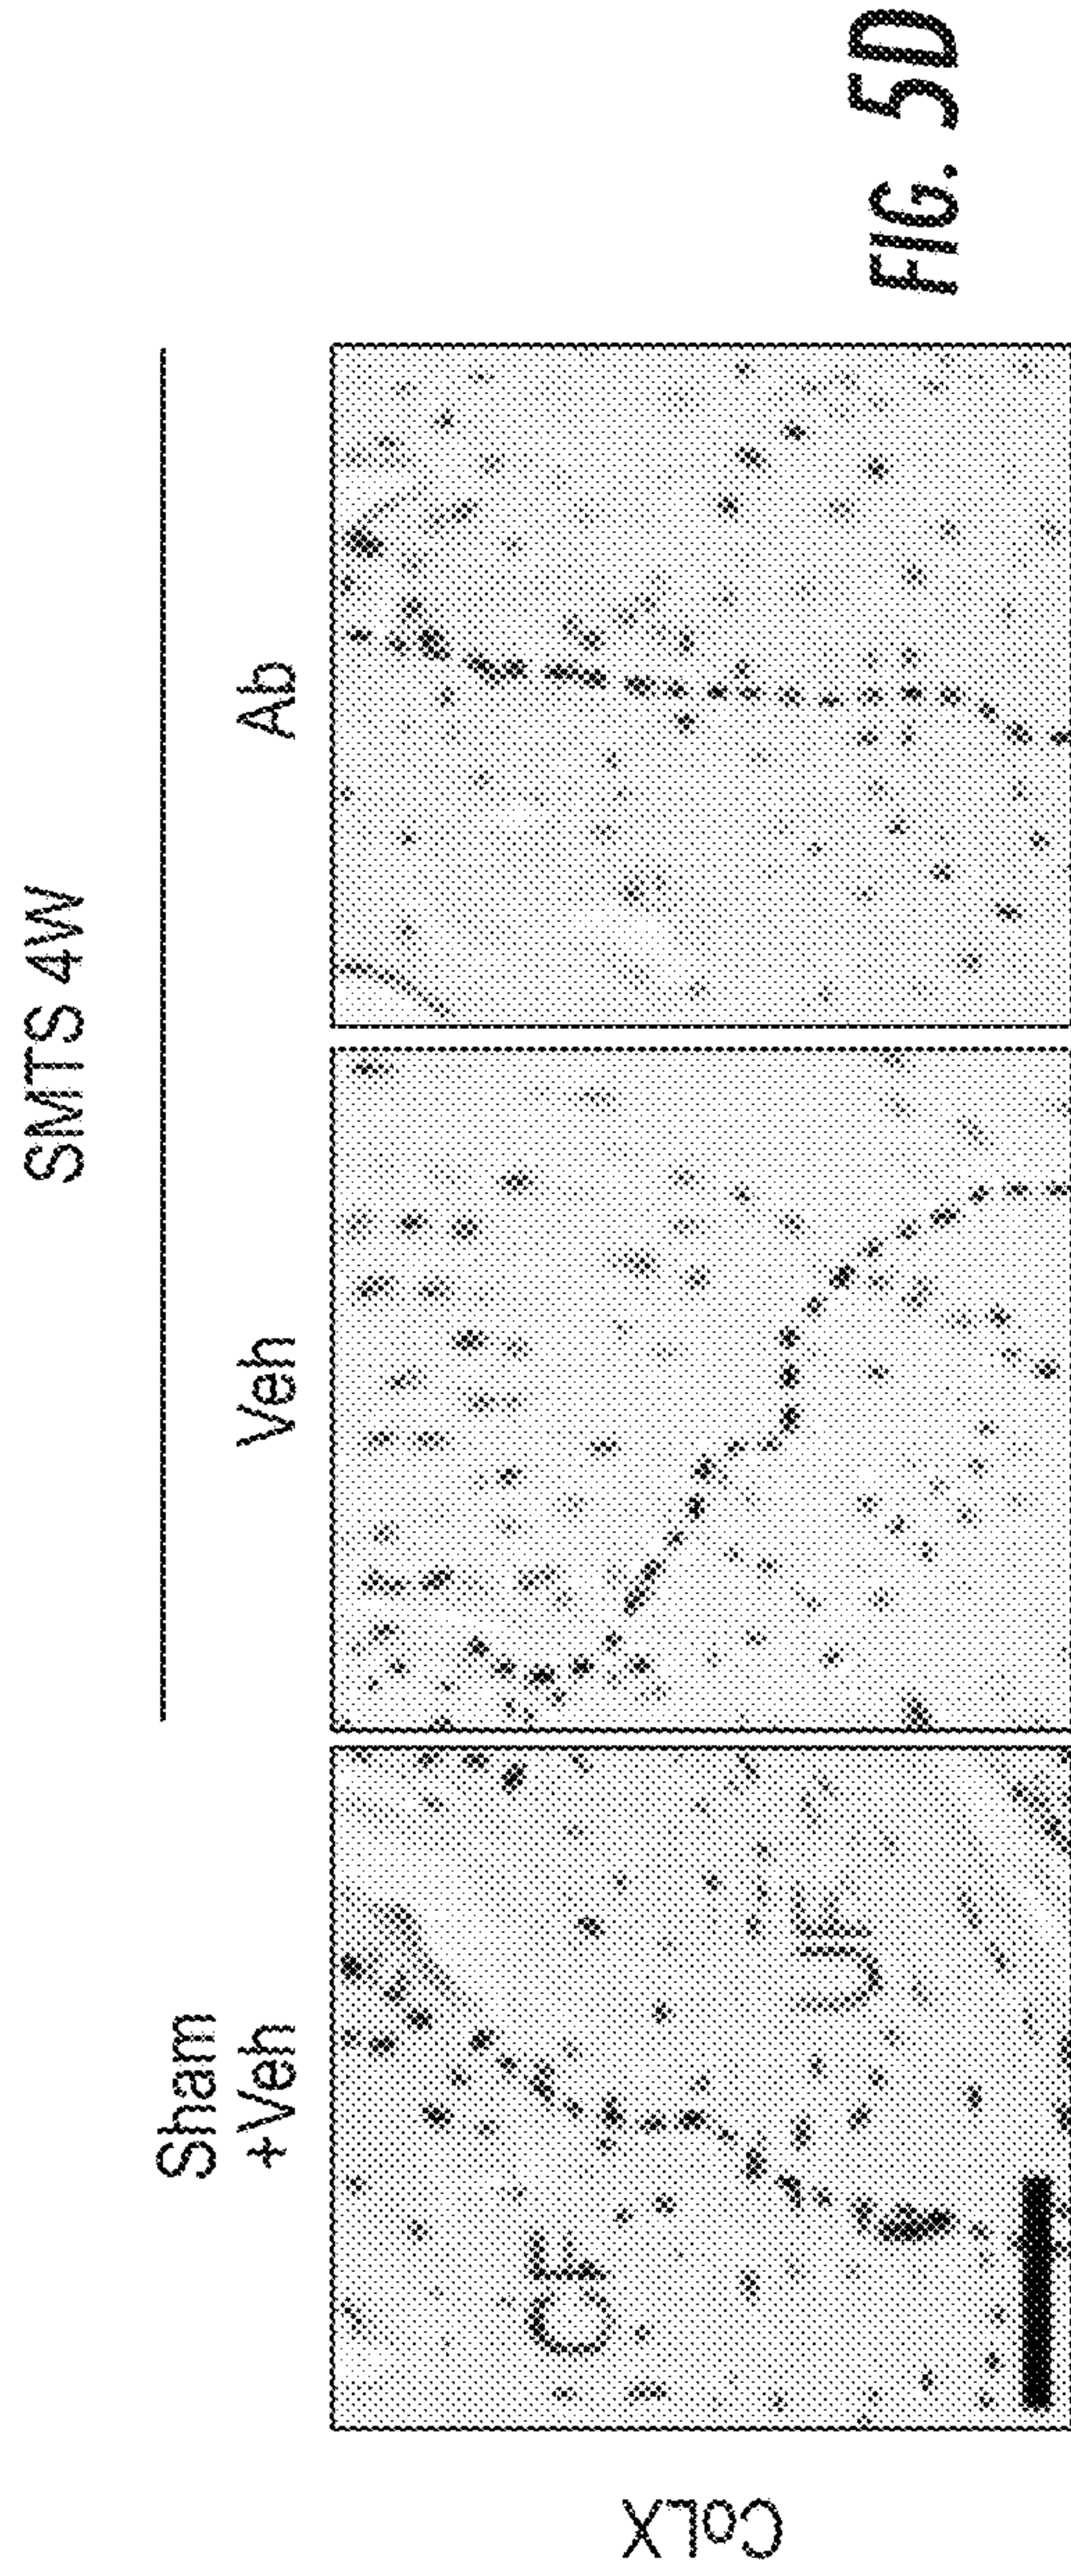 SMTS 4W
Sham
+Veh
Veh
Ab
CoLX
CF
UF
FIG. 5D